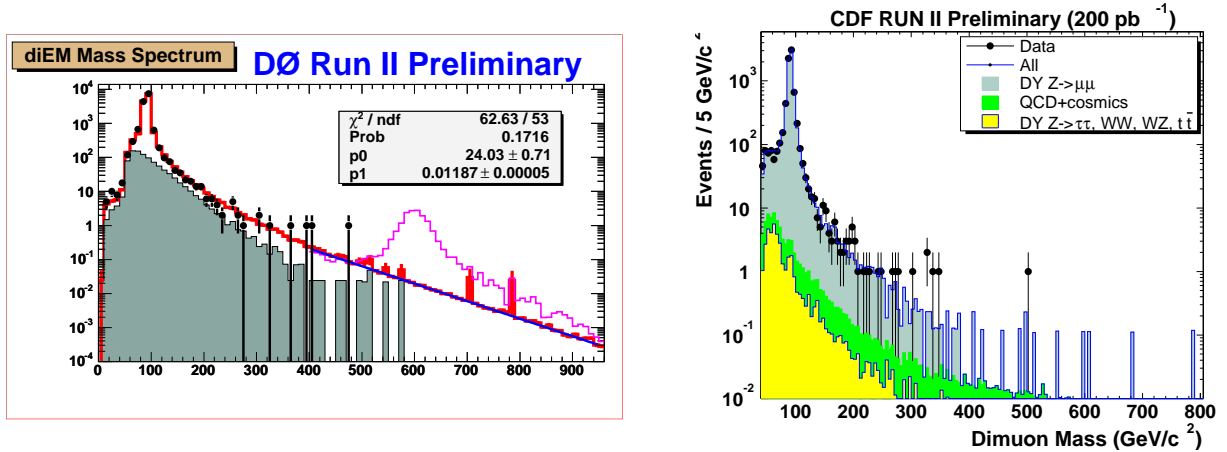 diEM Mass Spectrum
DØ Run II Preliminary
χ² / ndf 62.63 / 53
Prob 0.1716
p0 24.03 ± 0.71
p1 0.01187 ± 0.00005
10⁴
10³
10²
10
1
10⁻¹
10⁻²
10⁻³
10⁻⁴
0 100 200 300 400 500 600 700 800 900
CDF RUN II Preliminary (200 pb⁻¹)
Events / 5 GeV/c²
Data
All
DY Z->μμ
QCD+cosmics
DY Z->ττ, WW, WZ, tt̄
10³
10²
10
1
10⁻¹
10⁻²
100 200 300 400 500 600 700 800
Dimuon Mass (GeV/c²)